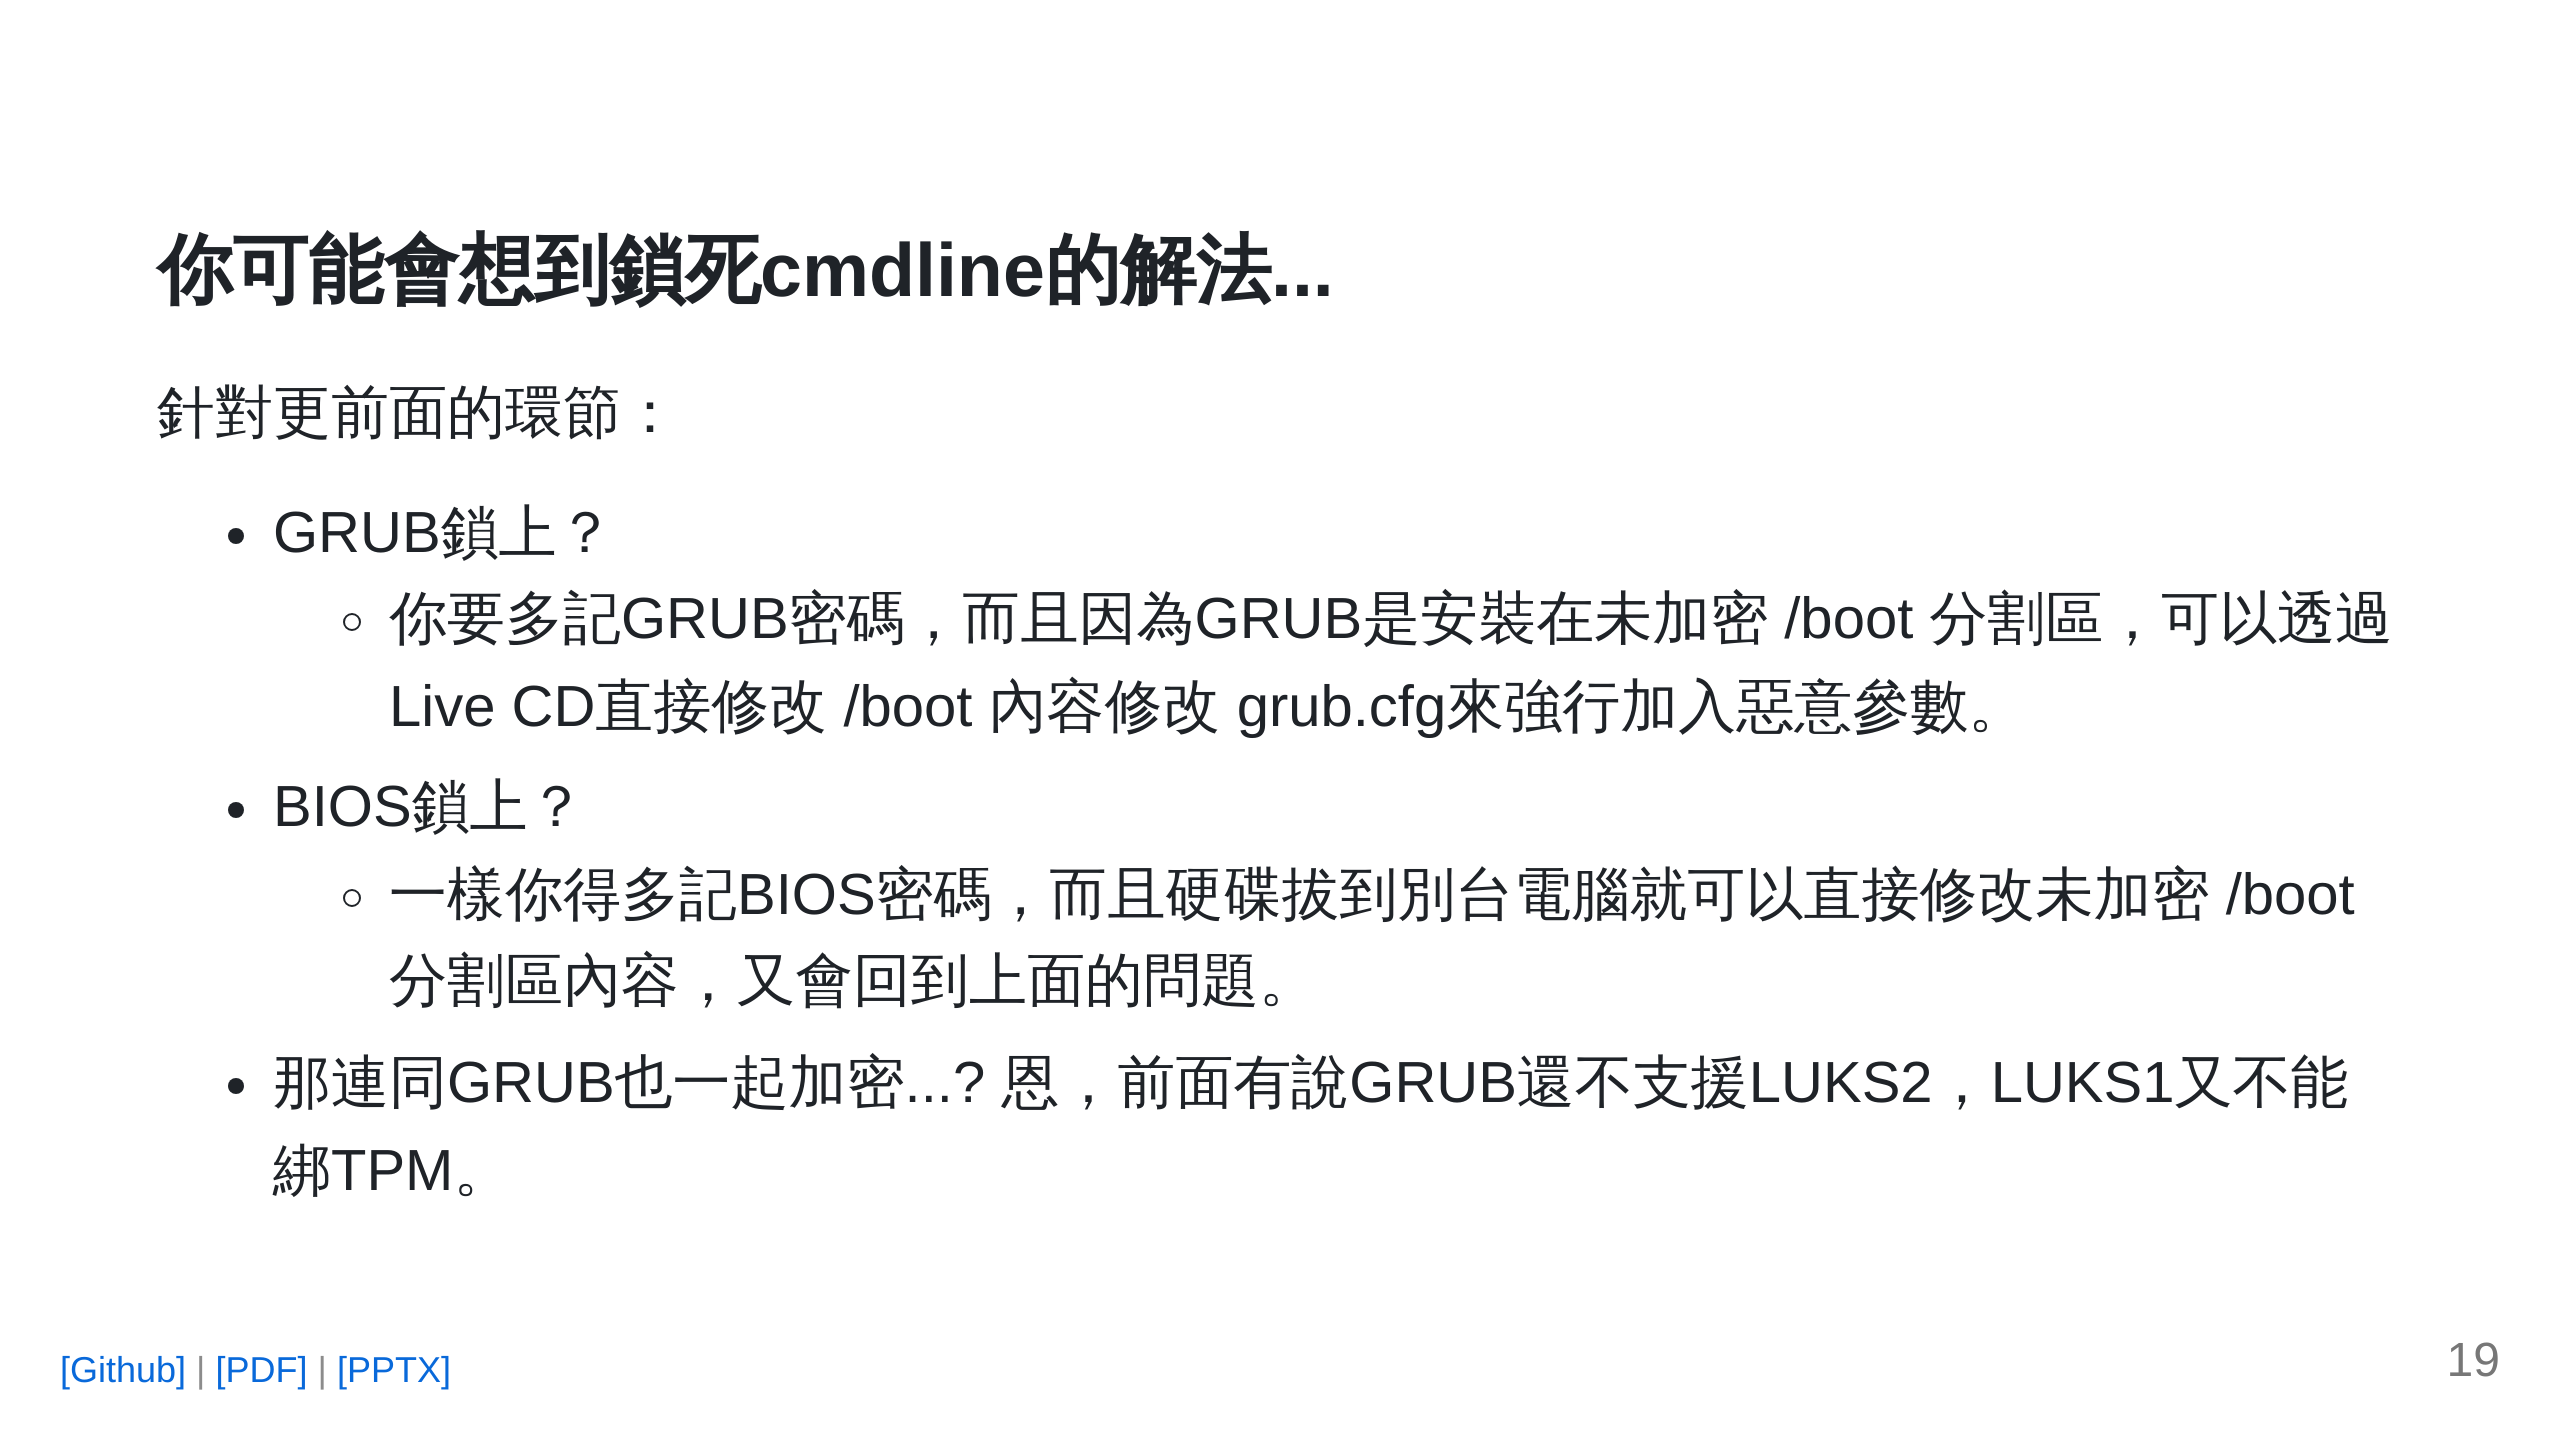 你可能會想到鎖死cmdline的解法...
針對更前面的環節：
• GRUB鎖上？
◦ 你要多記GRUB密碼，而且因為GRUB是安裝在未加密 /boot 分割區，可以透過
Live CD直接修改 /boot 內容修改 grub.cfg來強行加入惡意參數。
• BIOS鎖上？
◦ 一樣你得多記BIOS密碼，而且硬碟拔到別台電腦就可以直接修改未加密 /boot
分割區內容，又會回到上面的問題。
• 那連同GRUB也一起加密...? 恩，前面有說GRUB還不支援LUKS2，LUKS1又不能
綁TPM。
[Github] | [PDF] | [PPTX]
19